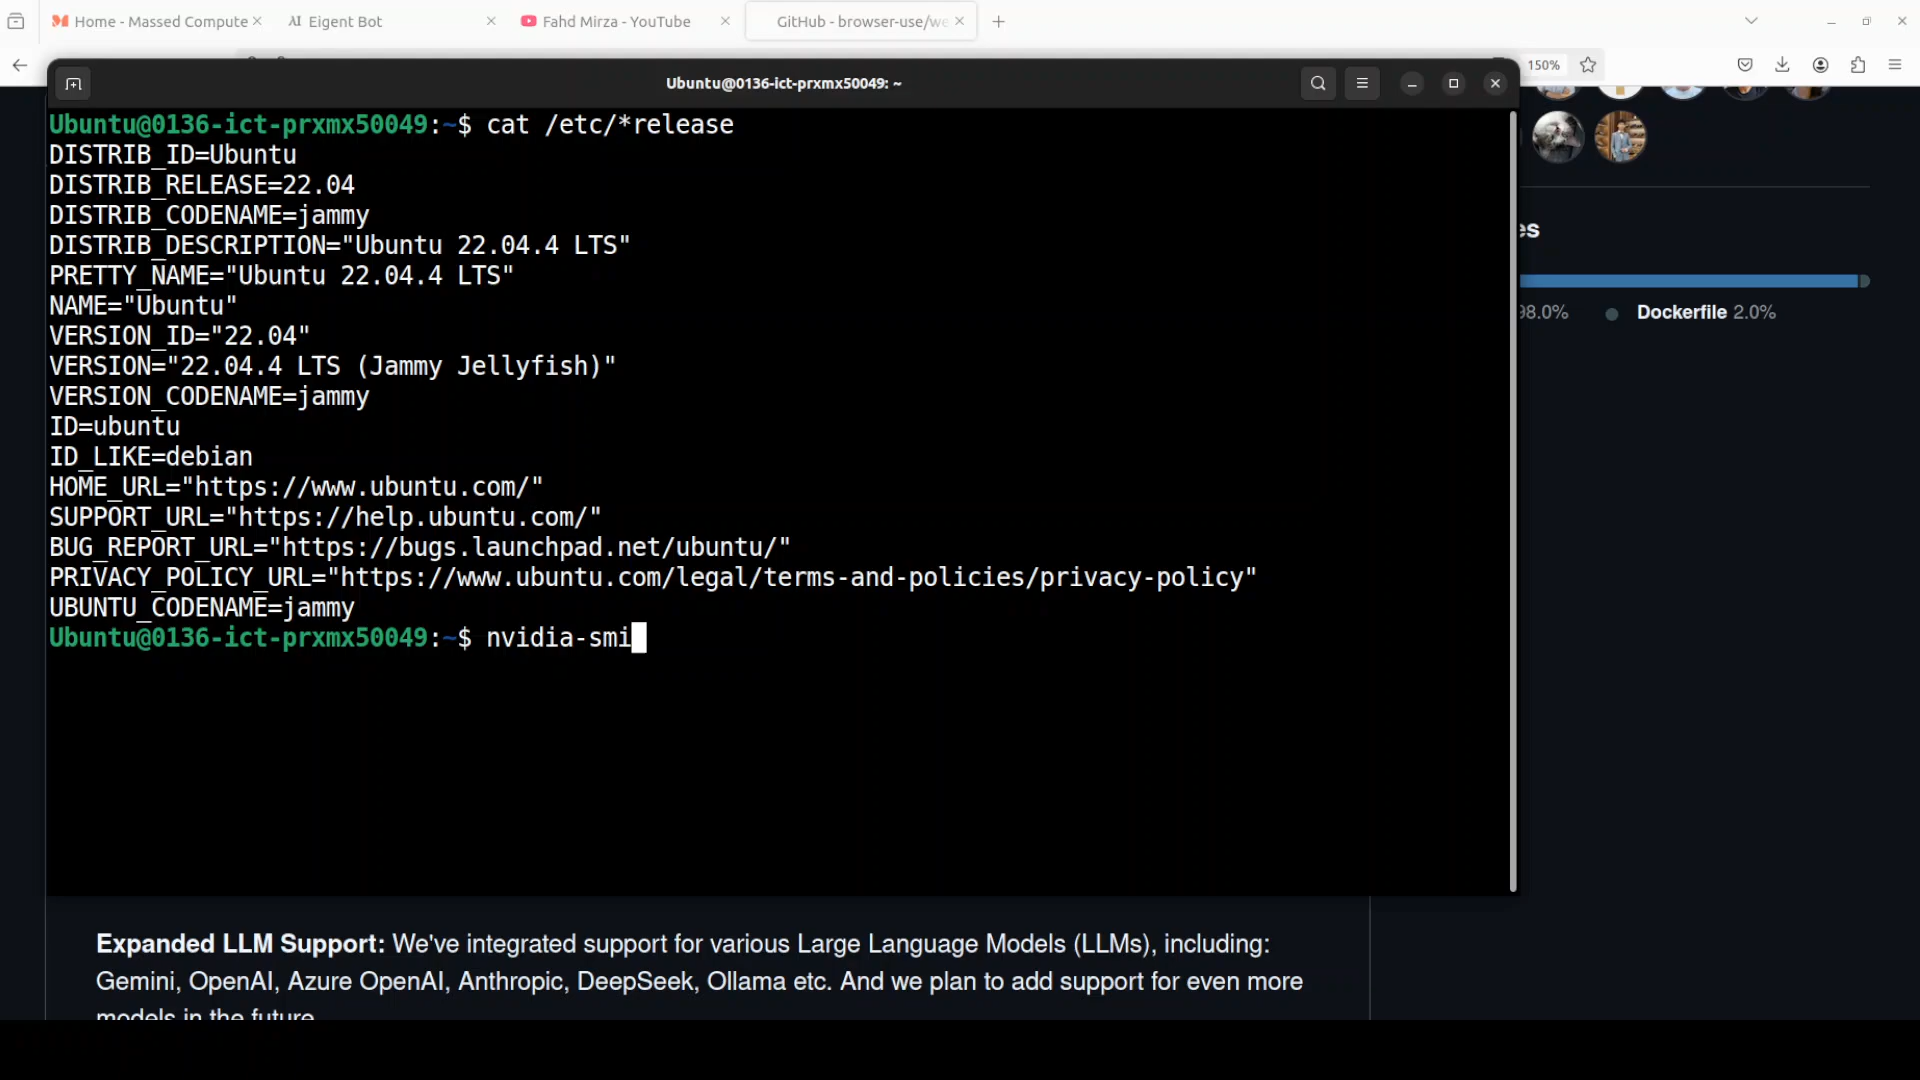 Home - Massed Compute
AI Eigent Bot
Fahd Mirza - YouTube
GitHub - browser-use/we
150%
Ubuntu@0136-ict-prxmx50049: ~
Ubuntu@0136-ict-prxmx50049:~$ cat /etc/*release
DISTRIB_ID=Ubuntu
DISTRIB_RELEASE=22.04
DISTRIB_CODENAME=jammy
DISTRIB_DESCRIPTION="Ubuntu 22.04.4 LTS"
PRETTY_NAME="Ubuntu 22.04.4 LTS"
NAME="Ubuntu"
VERSION_ID="22.04"
VERSION="22.04.4 LTS (Jammy Jellyfish)"
VERSION_CODENAME=jammy
ID=ubuntu
ID_LIKE=debian
HOME_URL="https://www.ubuntu.com/"
SUPPORT_URL="https://help.ubuntu.com/"
BUG_REPORT_URL="https://bugs.launchpad.net/ubuntu/"
PRIVACY_POLICY_URL="https://www.ubuntu.com/legal/terms-and-policies/privacy-policy"
UBUNTU_CODENAME=jammy
Ubuntu@0136-ict-prxmx50049:~$ nvidia-smi
es
98.0%
Dockerfile 2.0%
Expanded LLM Support: We've integrated support for various Large Language Models (LLMs), including:
Gemini, OpenAI, Azure OpenAI, Anthropic, DeepSeek, Ollama etc. And we plan to add support for even more
models in the future